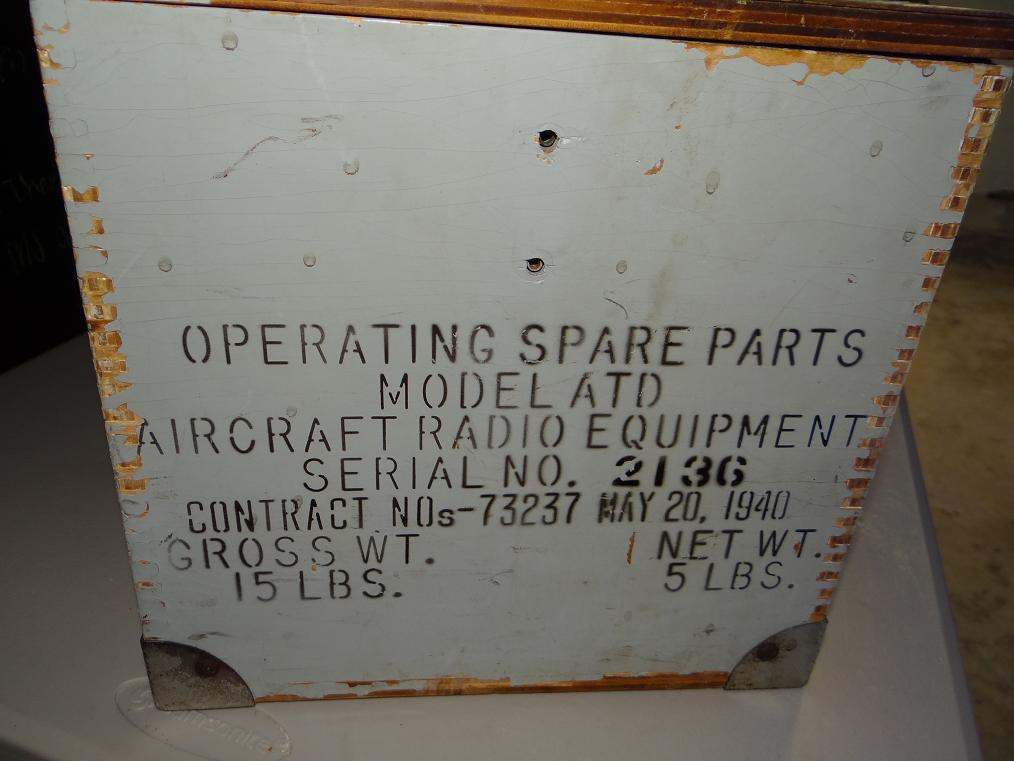 OPERATING SPARE PARTS
MODEL ATD
AIRCRAFT RADIO EQUIPMENT
SERIAL NO. 2136
CONTRACT NOs-73237 MAY 20, 1940
GROSS WT. NET WT.
15 LBS. 5 LBS.